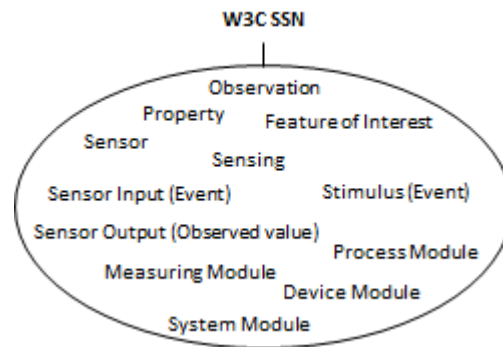 W3C SSN
Observation
Property
Feature of Interest
Sensor
Sensing
Sensor Input (Event)
Stimulus (Event)
Sensor Output (Observed value)
Process Module
Measuring Module
Device Module
System Module